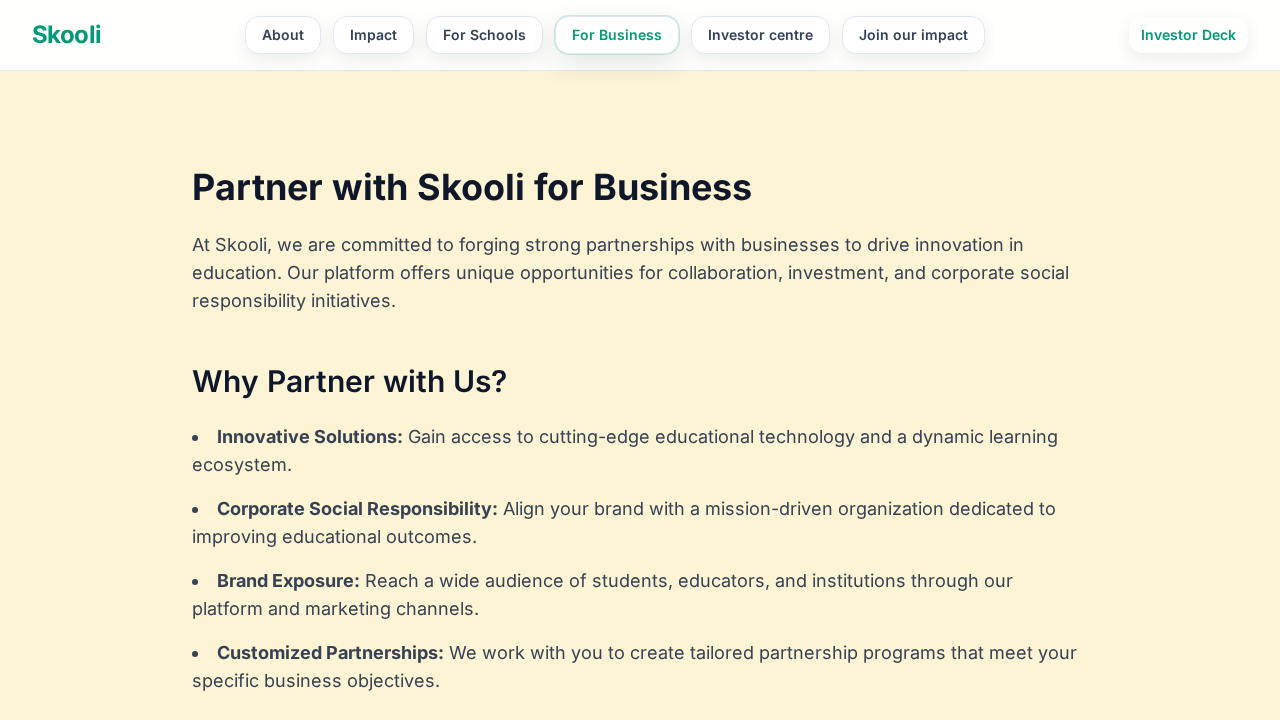 Skooli
About
Impact
For Schools
For Business
Investor centre
Join our impact
Investor Deck
Partner with Skooli for Business
At Skooli, we are committed to forging strong partnerships with businesses to drive innovation in
education. Our platform offers unique opportunities for collaboration, investment, and corporate social
responsibility initiatives.
Why Partner with Us?
• Innovative Solutions: Gain access to cutting-edge educational technology and a dynamic learning
ecosystem.
• Corporate Social Responsibility: Align your brand with a mission-driven organization dedicated to
improving educational outcomes.
• Brand Exposure: Reach a wide audience of students, educators, and institutions through our
platform and marketing channels.
• Customized Partnerships: We work with you to create tailored partnership programs that meet your
specific business objectives.